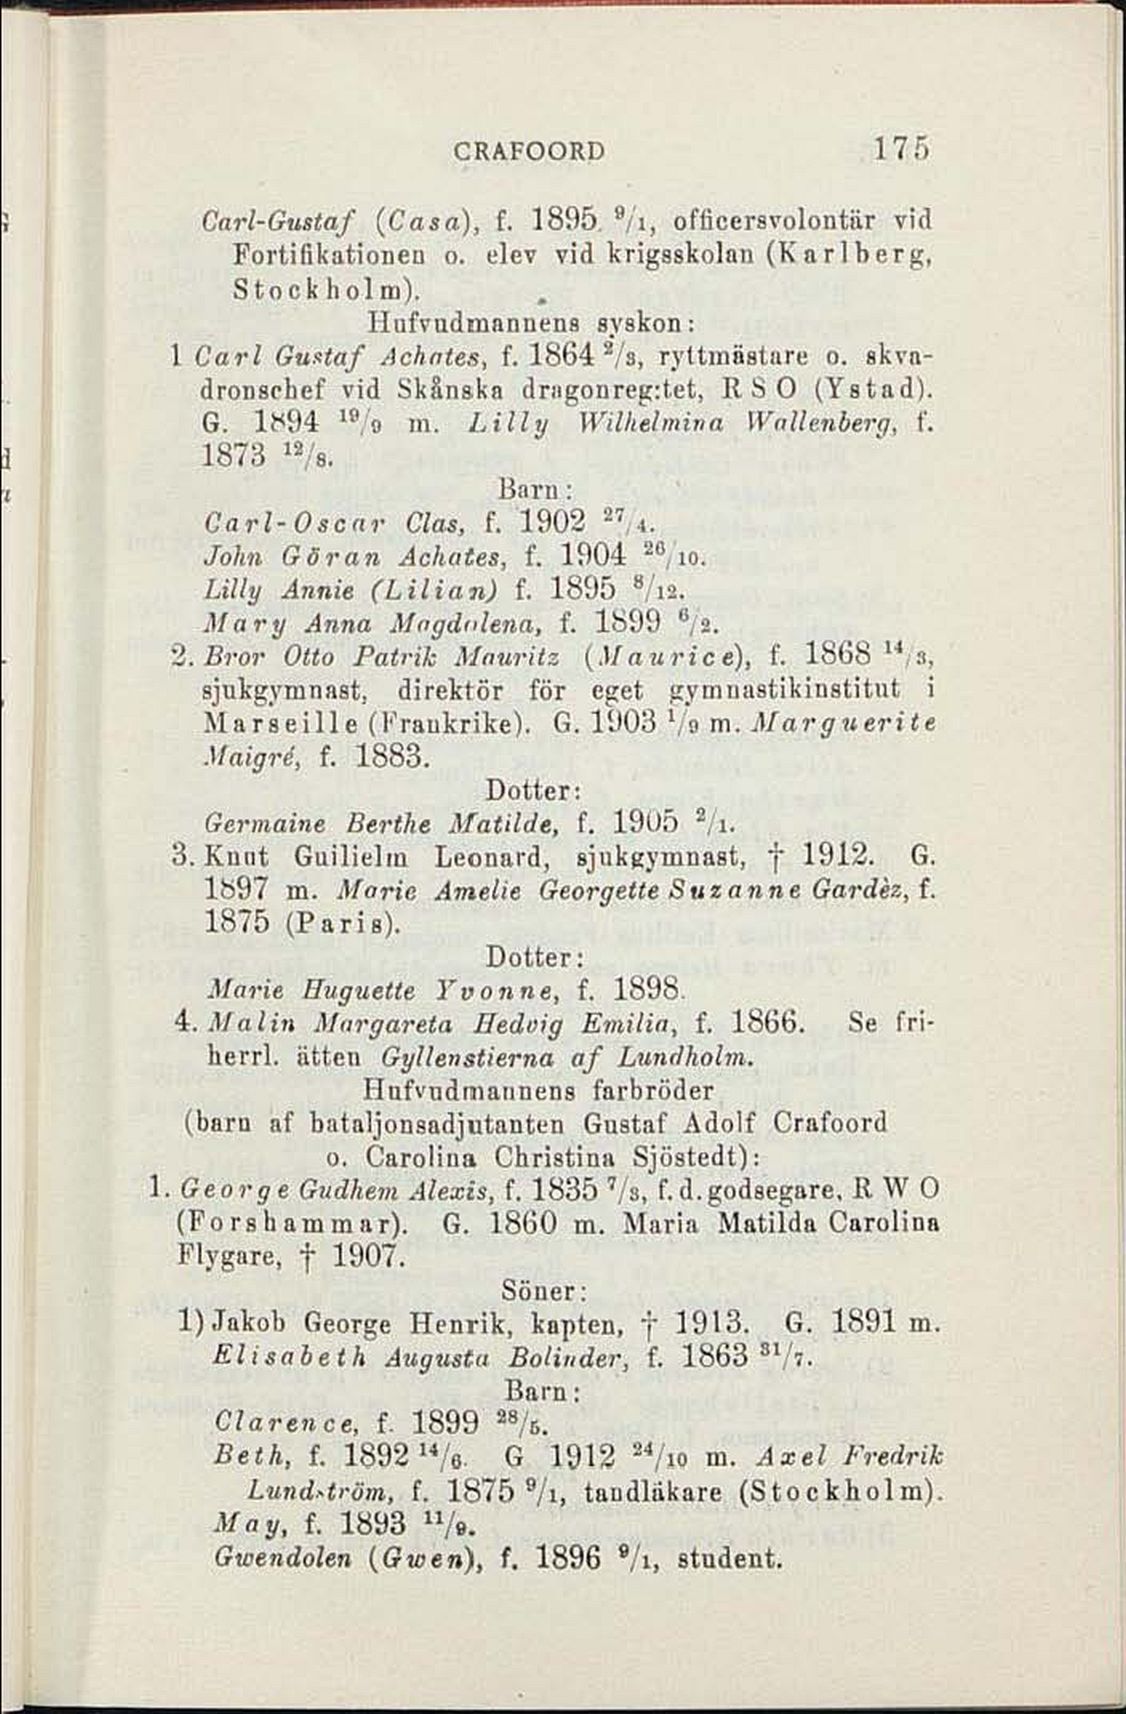 CRAFOORD 175
Carl-Gustaf (Casa), f. 1895 9/1, officersvolontär vid
Fortifikationen o. elev vid krigsskolan (Karlberg,
Stockholm).
Hufvudmannens syskon:
1 Carl Gustaf Achates, f. 1864 2/3, ryttmästare o. skva-
dronschef vid Skånska dragonreg:tet, R S O (Ystad).
G. 1894 19/9 m. Lilly Wilhelmina Wallenberg, f.
1873 12/8.
Barn:
Carl-Oscar Clas, f. 1902 27/4.
John Göran Achates, f. 1904 26/10.
Lilly Annie (Lilian) f. 1895 8/12.
Mary Anna Magdalena, f. 1899 6/2.
2. Bror Otto Patrik Mauritz (Maurice), f. 1868 14/3,
sjukgymnast, direktör för eget gymnastikinstitut i
Marseille (Frankrike). G. 1903 1/9 m. Marguerite
Maigré, f. 1883.
Dotter:
Germaine Berthe Matilde, f. 1905 2/1.
3. Knut Guilielm Leonard, sjukgymnast, † 1912. G.
1897 m. Marie Amelie Georgette Suzanne Gardèz, f.
1875 (Paris).
Dotter:
Marie Huguette Yvonne, f. 1898.
4. Malin Margareta Hedvig Emilia, f. 1866. Se fri-
herrl. ätten Gyllenstierna af Lundholm.
Hufvudmannens farbröder
(barn af bataljonsadjutanten Gustaf Adolf Crafoord
o. Carolina Christina Sjöstedt):
1. George Gudhem Alexis, f. 1835 7/3, f. d. godsegare, R W O
(Forshammar). G. 1860 m. Maria Matilda Carolina
Flygare, † 1907.
Söner:
1) Jakob George Henrik, kapten, † 1913. G. 1891 m.
Elisabeth Augusta Bolinder, f. 1863 31/7.
Barn:
Clarence, f. 1899 28/5.
Beth, f. 1892 14/6. G 1912 24/10 m. Axel Fredrik
Lundström, f. 1875 9/1, tandläkare (Stockholm).
May, f. 1893 11/9.
Gwendolen (Gwen), f. 1896 9/1, student.